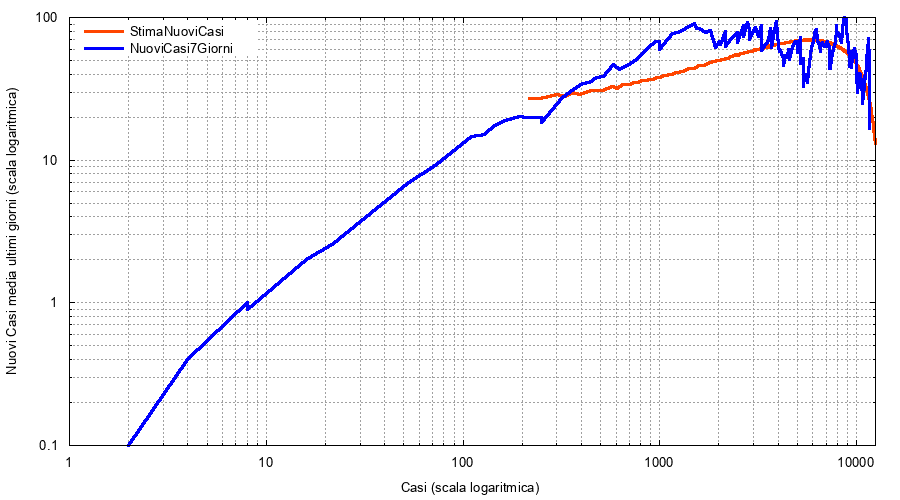 StimaNuoviCasi
NuoviCasi7Giorni
100
10
1
0.1
Nuovi Casi media ultimi giorni (scala logaritmica)
1
10
100
1000
10000
Casi (scala logaritmica)